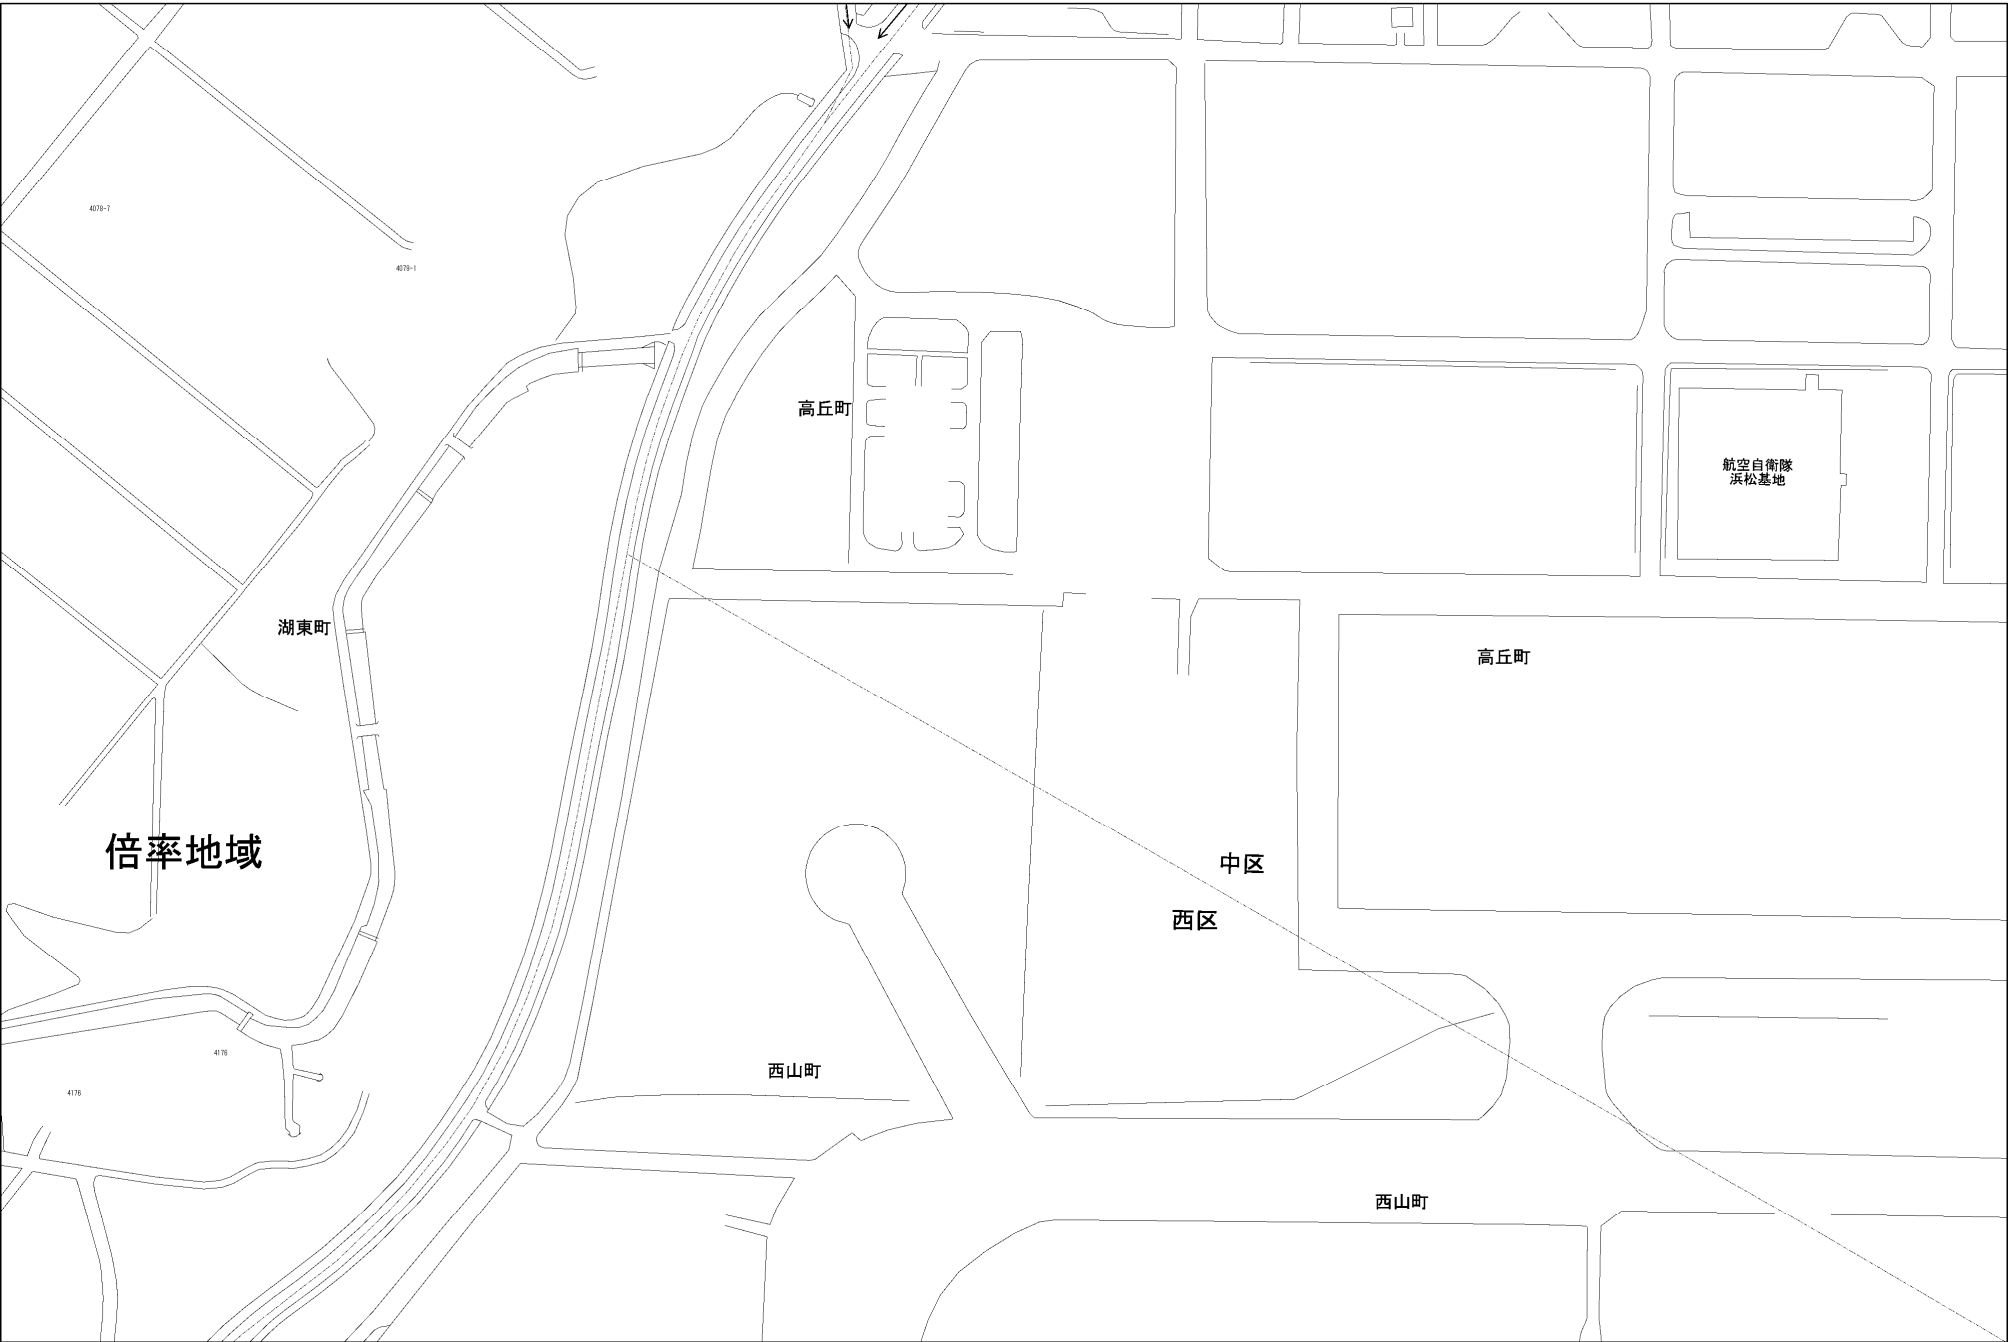 4078-7
4079-1
高丘町
航空自衛隊
浜松基地
湖東町
高丘町
倍率地域
中区
西区
4176
西山町
4176
西山町